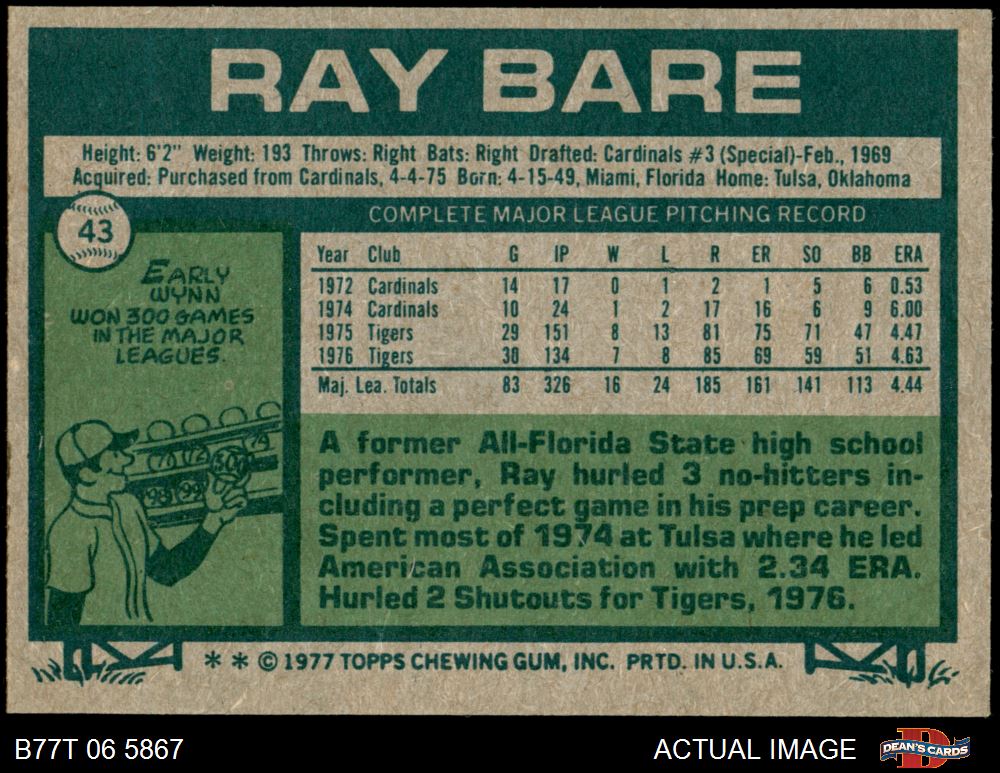 RAY BARE
Height: 6'2" Weight: 193 Throws: Right Bats: Right Drafted: Cardinals #3 (Special)-Feb., 1969
Acquired: Purchased from Cardinals, 4-4-75 Born: 4-15-49, Miami, Florida Home: Tulsa, Oklahoma
43
COMPLETE MAJOR LEAGUE PITCHING RECORD
EARLY
WYNN
WON 300 GAMES
IN THE MAJOR
LEAGUES.
Year Club G IP W L R ER SO BB ERA
1972 Cardinals 14 17 0 1 2 1 5 6 0.53
1974 Cardinals 10 24 1 2 17 16 6 9 6.00
1975 Tigers 29 151 8 13 81 75 71 47 4.47
1976 Tigers 30 134 7 8 85 69 59 51 4.63
Maj. Lea. Totals 83 326 16 24 185 161 141 113 4.44
300
98 99
A former All-Florida State high school
performer, Ray hurled 3 no-hitters in-
cluding a perfect game in his prep career.
Spent most of 1974 at Tulsa where he led
American Association with 2.34 ERA.
Hurled 2 Shutouts for Tigers, 1976.
* * © 1977 TOPPS CHEWING GUM, INC. PRTD. IN U.S.A.
B77T 06 5867
ACTUAL IMAGE
DEAN'S CARDS